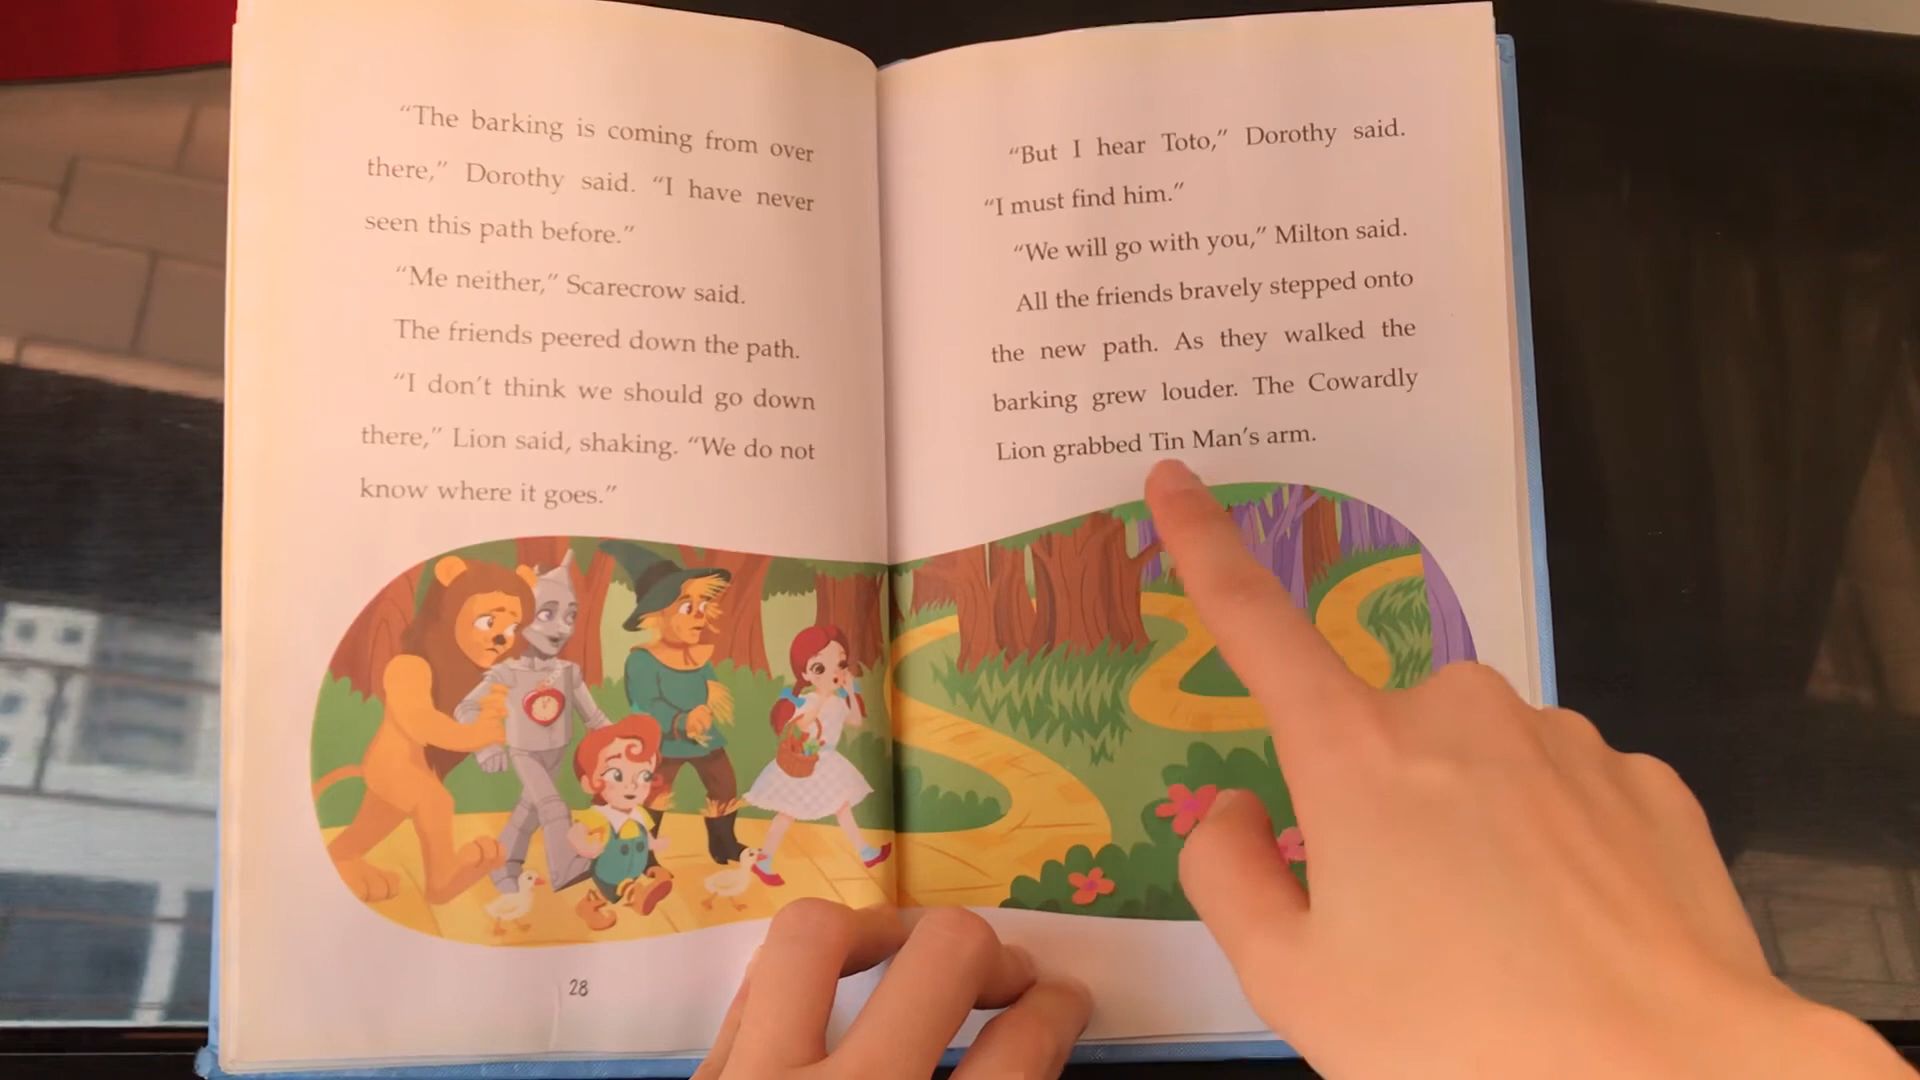 “The barking is coming from over
there,” Dorothy said. “I have never
seen this path before.”
“Me neither,” Scarecrow said.
The friends peered down the path.
“I don’t think we should go down
there,” Lion said, shaking. “We do not
know where it goes.”
28
“But I hear Toto,” Dorothy said.
“I must find him.”
“We will go with you,” Milton said.
All the friends bravely stepped onto
the new path. As they walked the
barking grew louder. The Cowardly
Lion grabbed Tin Man’s arm.